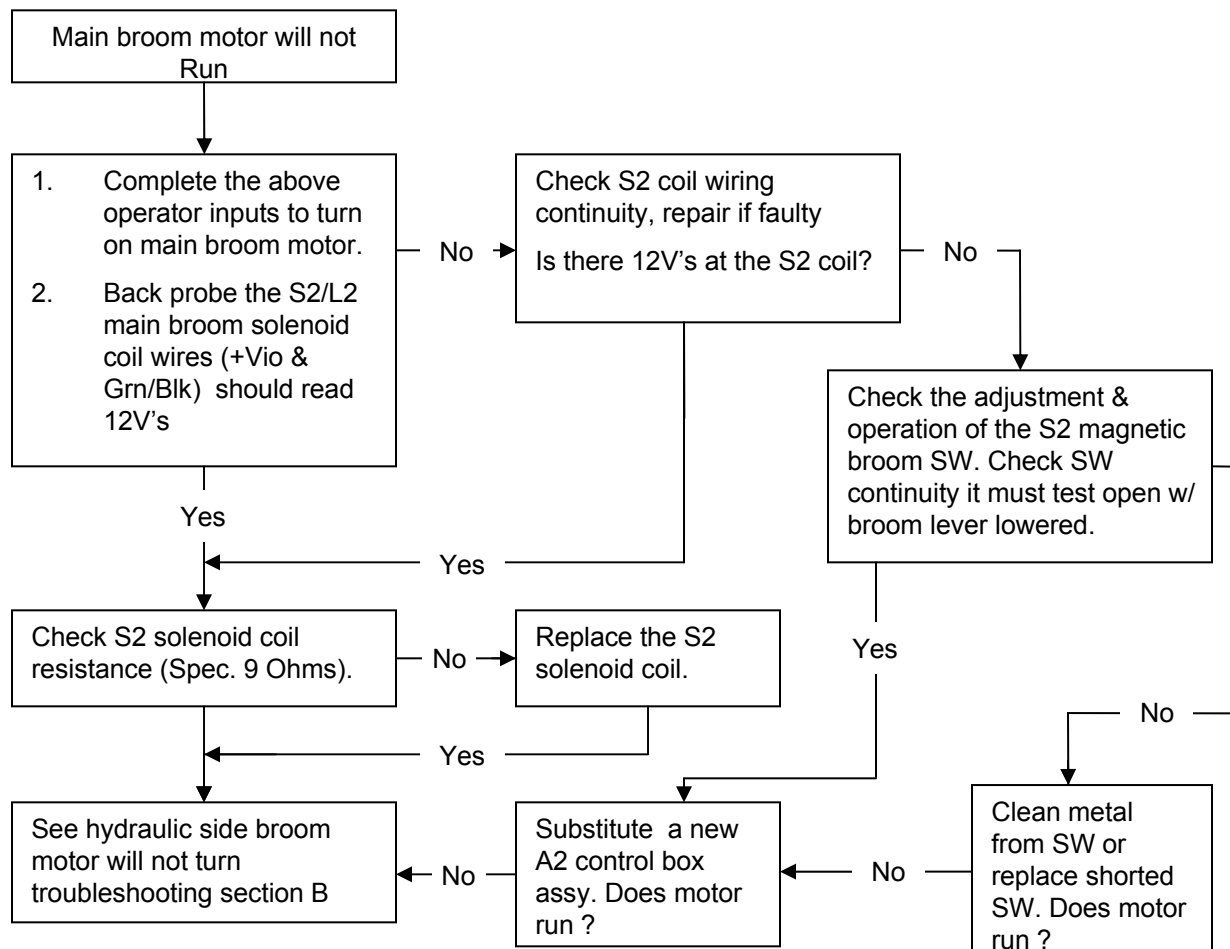 Main broom motor will not
Run
1. Complete the above
operator inputs to turn
on main broom motor.
2. Back probe the S2/L2
main broom solenoid
coil wires (+Vio &
Grn/Blk) should read
12V's
No
Check S2 coil wiring
continuity, repair if faulty
Is there 12V's at the S2 coil?
No
Check the adjustment &
operation of the S2 magnetic
broom SW. Check SW
continuity it must test open w/
broom lever lowered.
Yes
Yes
Check S2 solenoid coil
resistance (Spec. 9 Ohms).
No
Replace the S2
solenoid coil.
Yes
No
Yes
See hydraulic side broom
motor will not turn
troubleshooting section B
No
Substitute a new
A2 control box
assy. Does motor
run ?
No
Clean metal
from SW or
replace shorted
SW. Does motor
run ?